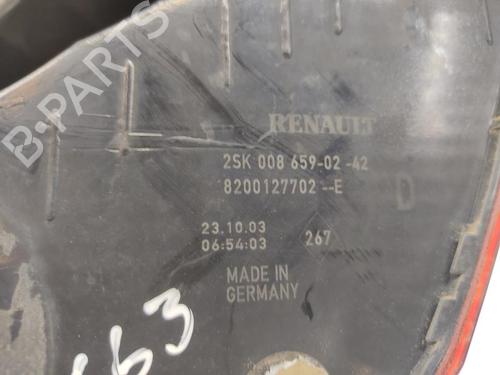 B-PARTS
RENAULT
2SK 008 659-02 -42
8200127702--E
D
23.10.03
06:54:03 267
MADE IN
GERMANY